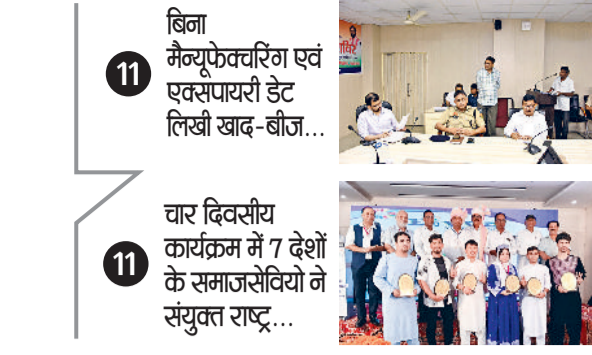 11
बिना
मैन्यूफेक्चरिंग एवं
एक्सपायरी डेट
लिखी खाद-बीज...
11
चार दिवसीय
कार्यक्रम में 7 देशों
के समाजसेवियो ने
संयुक्त राष्ट्र...